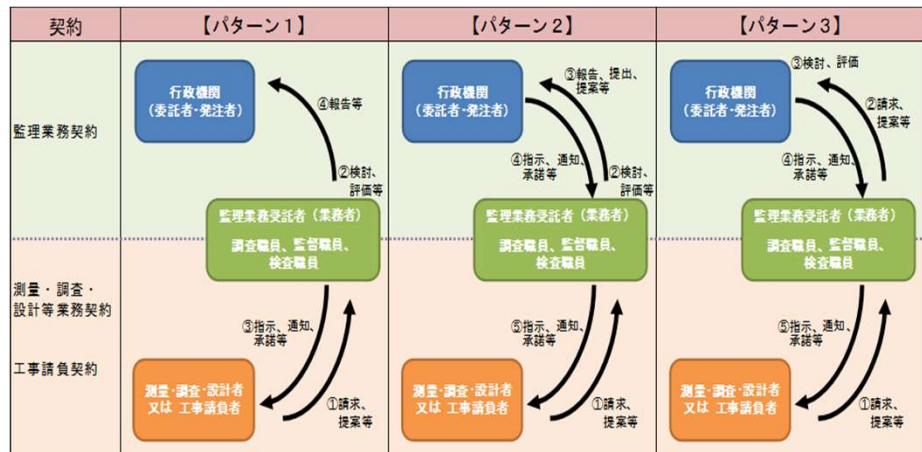 契約
【パターン1】
【パターン2】
【パターン3】
監理業務契約
測量・調査・
設計等業務契約
工事請負契約
行政機関
(委託者・発注者)
④報告等
②検討、
評価等
監理業務受託者(業務者)
調査職員、監督職員、
検査職員
③指示、通知、
承諾等
①請求、
提案等
測量・調査・設計者
又は 工事請負者
行政機関
(委託者・発注者)
③報告、提出、
提案等
④指示、通知、
承諾等
②検討、
評価等
監理業務受託者(業務者)
調査職員、監督職員、
検査職員
⑤指示、通知、
承諾等
①請求、
提案等
測量・調査・設計者
又は 工事請負者
③検討、評価
行政機関
(委託者・発注者)
②請求、
提案等
④指示、通知、
承諾等
監理業務受託者(業務者)
調査職員、監督職員、
検査職員
⑤指示、通知、
承諾等
①請求、
提案等
測量・調査・設計者
又は 工事請負者